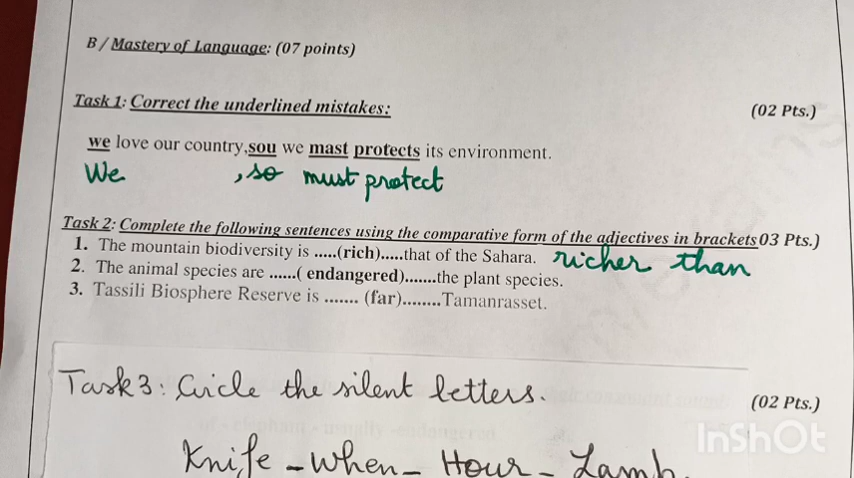 B / Mastery of Language: (07 points)
Task 1: Correct the underlined mistakes: (02 Pts.)
we love our country,sou we mast protects its environment.
We , so must protect
Task 2: Complete the following sentences using the comparative form of the adjectives in brackets 03 Pts.)
1. The mountain biodiversity is .....(rich).....that of the Sahara. richer than
2. The animal species are ......( endangered).......the plant species.
3. Tassili Biosphere Reserve is ....... (far)........Tamanrasset.
Task 3: Circle the silent letters. (02 Pts.)
Knife - When - Hour - Lamb.
InShOt